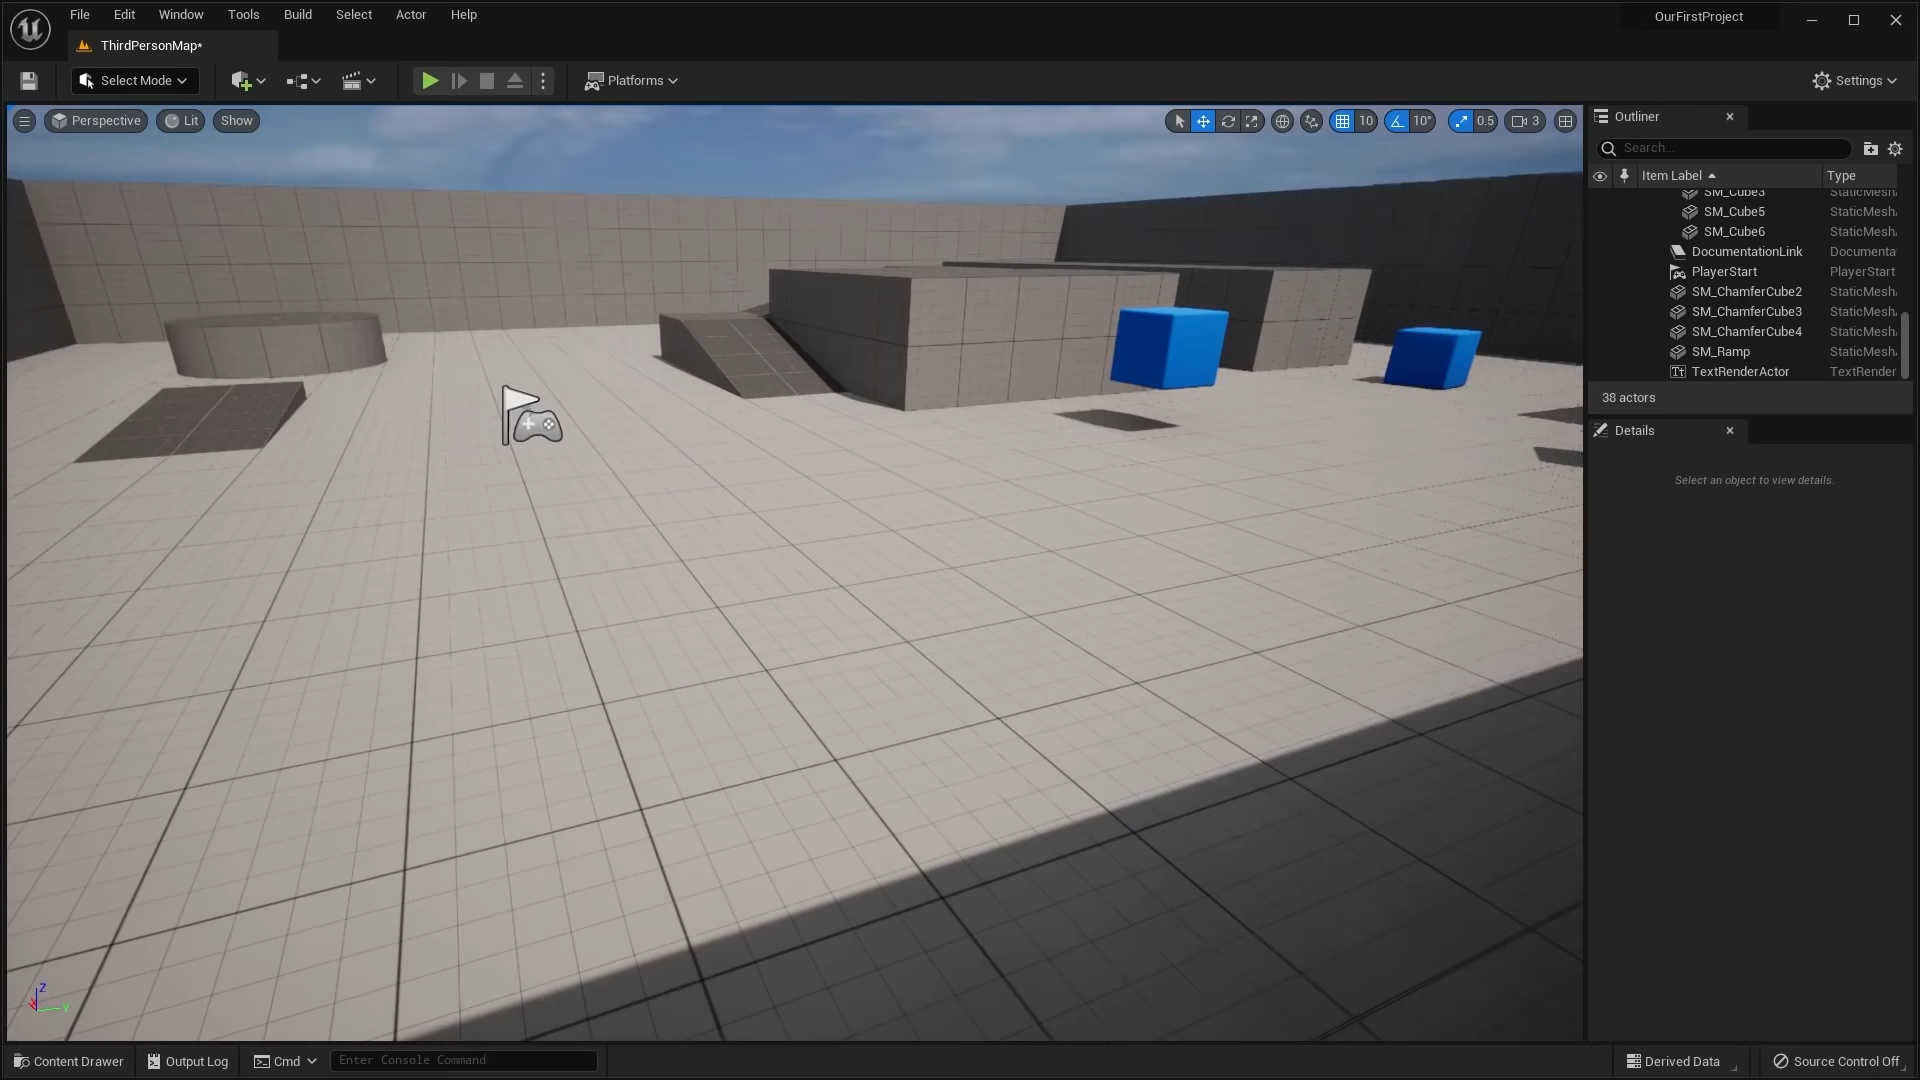 File Edit Window Tools Build Select Actor Help
OurFirstProject
ThirdPersonMap*
Select Mode
Platforms
Settings
Perspective Lit Show
10 10° 0.5 3
Outliner
Search...
Item Label Type
SM_Cube3 StaticMesh
SM_Cube5 StaticMesh
SM_Cube6 StaticMesh
DocumentationLink Documenta
PlayerStart PlayerStart
SM_ChamferCube2 StaticMesh
SM_ChamferCube3 StaticMesh
SM_ChamferCube4 StaticMesh
SM_Ramp StaticMesh
Tt TextRenderActor TextRender
38 actors
Details
Select an object to view details.
Z
X Y
Content Drawer Output Log Cmd Enter Console Command
Derived Data Source Control Off